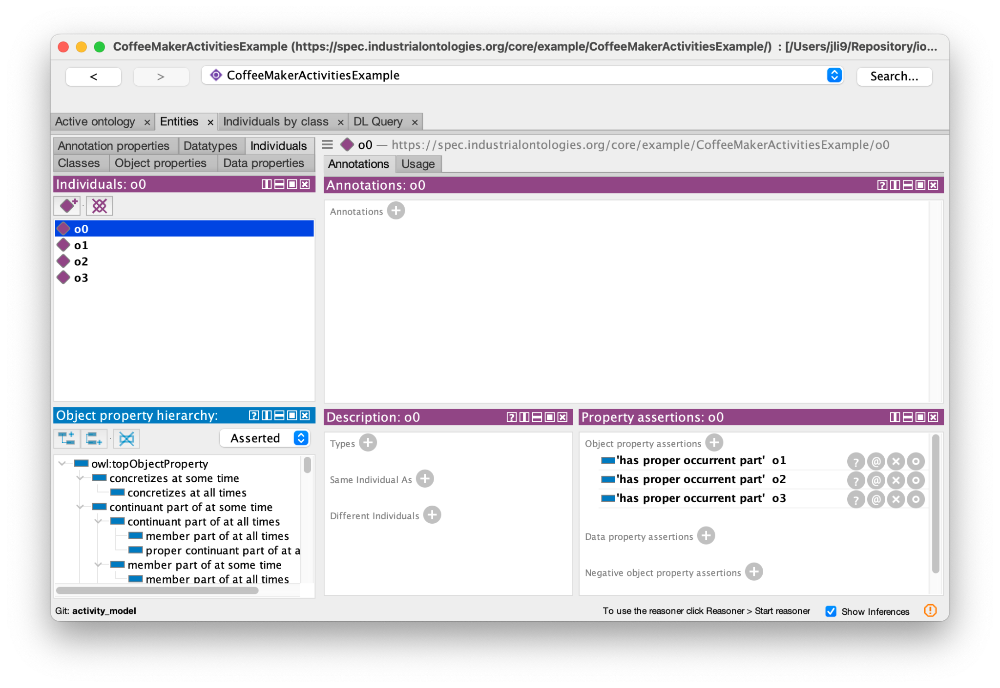 CoffeeMakerActivitiesExample (https://spec.industrialontologies.org/core/example/CoffeeMakerActivitiesExample/) : [/Users/jli9/Repository/io...
<
>
CoffeeMakerActivitiesExample
Search...
Active ontology × Entities × Individuals by class × DL Query ×
Annotation properties Datatypes Individuals
Classes Object properties Data properties
Individuals: o0
o0
o1
o2
o3
Object property hierarchy:
Asserted
owl:topObjectProperty
concretizes at some time
concretizes at all times
continuant part of at some time
continuant part of at all times
member part of at all times
proper continuant part of at a
member part of at some time
member part of at all times
o0 — https://spec.industrialontologies.org/core/example/CoffeeMakerActivitiesExample/o0
Annotations Usage
Annotations: o0
Annotations
Description: o0
Types
Same Individual As
Different Individuals
Property assertions: o0
Object property assertions
'has proper occurrent part' o1
'has proper occurrent part' o2
'has proper occurrent part' o3
Data property assertions
Negative object property assertions
Git: activity_model
To use the reasoner click Reasoner > Start reasoner
Show Inferences